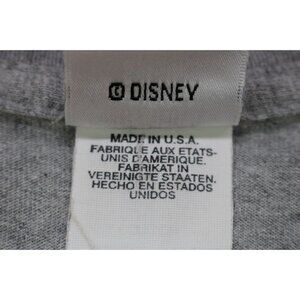 © DISNEY
MADE IN U.S.A.
FABRIQUE AUX ETATS-
UNIS D'AMERIQUE.
FABRIKAT IN
VEREINIGTE STAATEN.
HECHO EN ESTADOS
UNIDOS